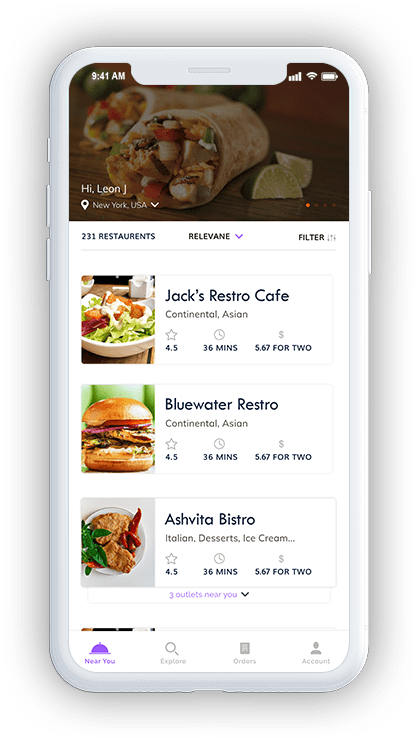 9:41 AM
Hi, Leon J
New York, USA
231 RESTAURENTS RELEVANE FILTER
Jack's Restro Cafe
Continental, Asian
$
4.5 36 MINS 5.67 FOR TWO
Bluewater Restro
Continental, Asian
$
4.5 36 MINS 5.67 FOR TWO
Ashvita Bistro
Italian, Desserts, Ice Cream...
$
4.5 36 MINS 5.67 FOR TWO
3 outlets near you
Near You Explore Orders Account